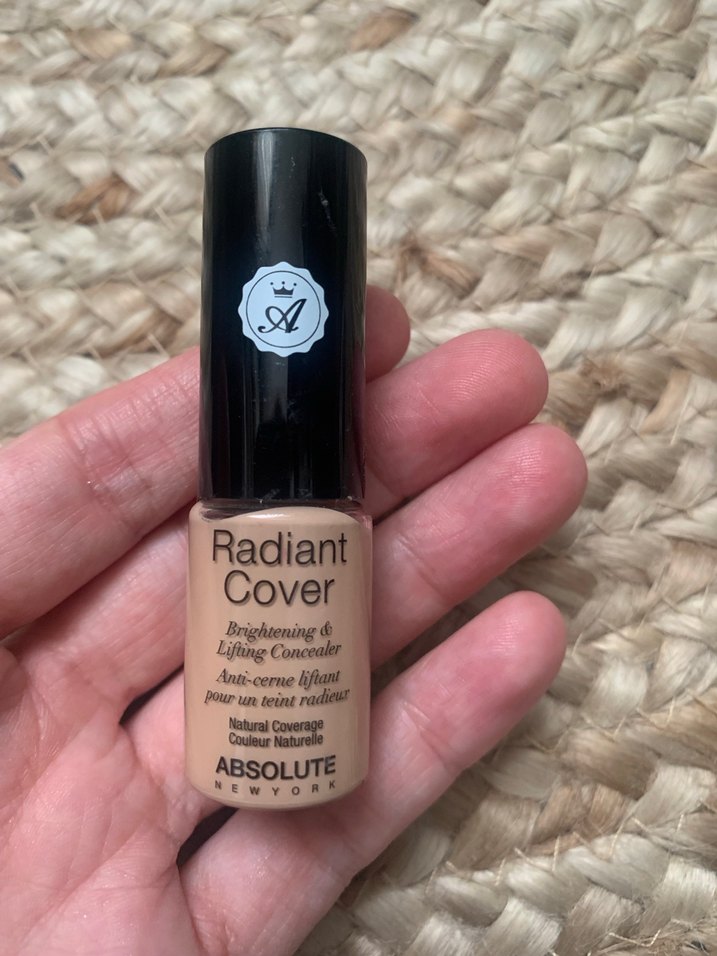 A
Radiant
Cover
Brightening &
Lifting Concealer
Anti-cerne liftant
pour un teint radieux
Natural Coverage
Couleur Naturelle
ABSOLUTE
NEW YORK